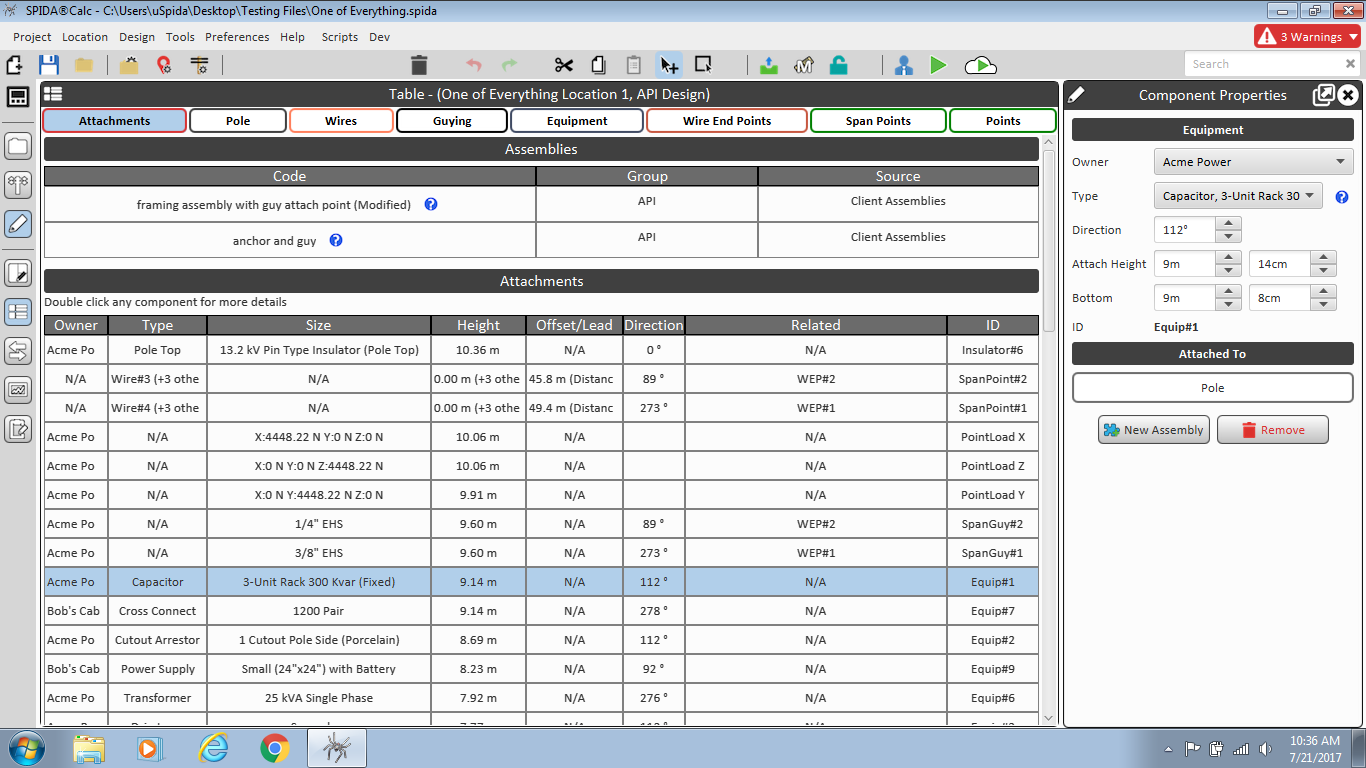 SPIDA®Calc - C:\Users\uSpida\Desktop\Testing Files\One of Everything.spida
Project Location Design Tools Preferences Help Scripts Dev
3 Warnings
Search
Table - (One of Everything Location 1, API Design)
Attachments Pole Wires Guying Equipment Wire End Points Span Points Points
Assemblies
Code Group Source
framing assembly with guy attach point (Modified) ? API Client Assemblies
anchor and guy ? API Client Assemblies
Attachments
Double click any component for more details
Owner Type Size Height Offset/Lead Direction Related ID
Acme Po Pole Top 13.2 kV Pin Type Insulator (Pole Top) 10.36 m N/A 0 ° N/A Insulator#6
N/A Wire#3 (+3 othe N/A 0.00 m (+3 othe 45.8 m (Distanc 89 ° WEP#2 SpanPoint#2
N/A Wire#4 (+3 othe N/A 0.00 m (+3 othe 49.4 m (Distanc 273 ° WEP#1 SpanPoint#1
Acme Po N/A X:4448.22 N Y:0 N Z:0 N 10.06 m N/A N/A PointLoad X
Acme Po N/A X:0 N Y:0 N Z:4448.22 N 10.06 m N/A N/A PointLoad Z
Acme Po N/A X:0 N Y:4448.22 N Z:0 N 9.91 m N/A N/A PointLoad Y
Acme Po N/A 1/4" EHS 9.60 m N/A 89 ° WEP#2 SpanGuy#2
Acme Po N/A 3/8" EHS 9.60 m N/A 273 ° WEP#1 SpanGuy#1
Acme Po Capacitor 3-Unit Rack 300 Kvar (Fixed) 9.14 m N/A 112 ° N/A Equip#1
Bob's Cab Cross Connect 1200 Pair 9.14 m N/A 278 ° N/A Equip#7
Acme Po Cutout Arrestor 1 Cutout Pole Side (Porcelain) 8.69 m N/A 112 ° N/A Equip#2
Bob's Cab Power Supply Small (24"x24") with Battery 8.23 m N/A 92 ° N/A Equip#9
Acme Po Transformer 25 kVA Single Phase 7.92 m N/A 276 ° N/A Equip#6
Component Properties
Equipment
Owner Acme Power
Type Capacitor, 3-Unit Rack 30 ?
Direction 112°
Attach Height 9m 14cm
Bottom 9m 8cm
ID Equip#1
Attached To
Pole
New Assembly Remove
10:36 AM
7/21/2017